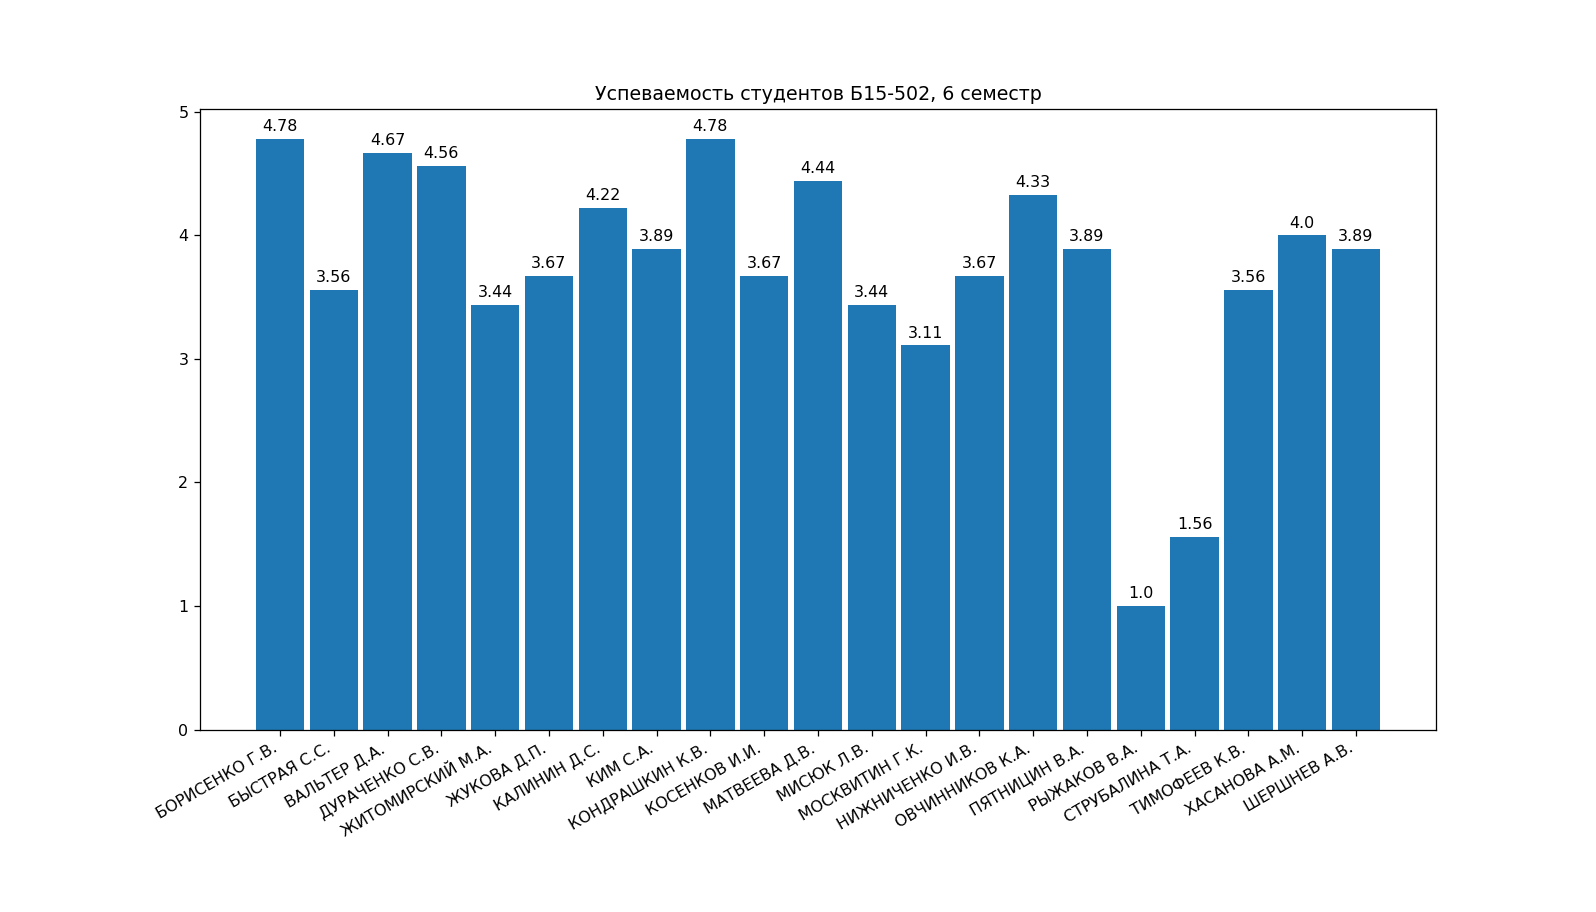 Успеваемость студентов Б15-502, 6 семестр
5
4
3
2
1
0
4.78
3.56
4.67
4.56
3.44
3.67
4.22
3.89
4.78
3.67
4.44
3.44
3.11
3.67
4.33
3.89
1.0
1.56
3.56
4.0
3.89
БОРИСЕНКО Г.В.
БЫСТРАЯ С.С.
ВАЛЬТЕР Д.А.
ДУРАЧЕНКО С.В.
ЖИТОМИРСКИЙ М.А.
ЖУКОВА Д.П.
КАЛИНИН Д.С.
КИМ С.А.
КОНДРАШКИН К.В.
КОСЕНКОВ И.И.
МАТВЕЕВА Д.В.
МИСЮК Л.В.
МОСКВИТИН Г.К.
НИЖНИЧЕНКО И.В.
ОВЧИННИКОВ К.А.
ПЯТНИЦИН В.А.
РЫЖАКОВ В.А.
СТРУБАЛИНА Т.А.
ТИМОФЕЕВ К.В.
ХАСАНОВА А.М.
ШЕРШНЕВ А.В.